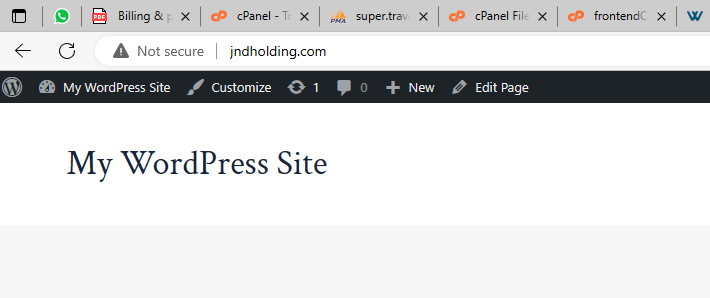 Billing & p
cPanel - To
super.trave
cPanel File
frontendC
Not secure
jndholding.com
My WordPress Site
Customize
1
0
New
Edit Page
My WordPress Site